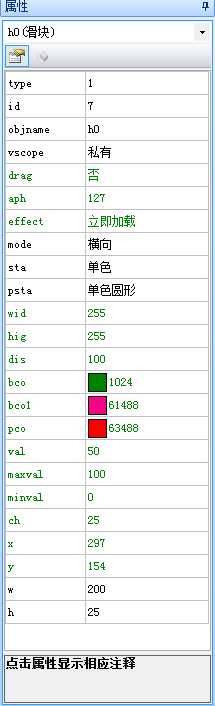 属性
h0(滑块)
type 1
id 7
objname h0
vscope 私有
drag 否
aph 127
effect 立即加载
mode 横向
sta 单色
psta 单色圆形
wid 255
hig 255
dis 100
bco 1024
bco1 61488
pco 63488
val 50
maxval 100
minval 0
ch 25
x 297
y 154
w 200
h 25
点击属性显示相应注释